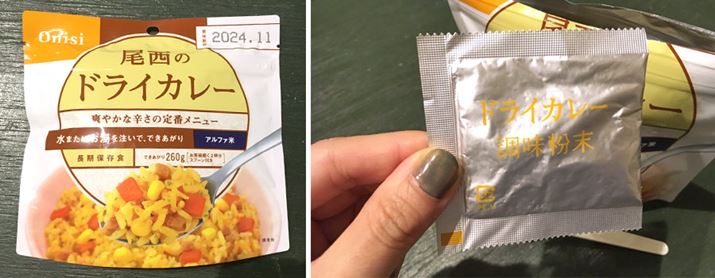 Onisi
2024.11
尾西の
ドライカレー
爽やかな辛さの定番メニュー
水またはお湯を注いで、できあがり
アルファ米
長期保存食
できあがり260g
ドライカレー
調味粉末